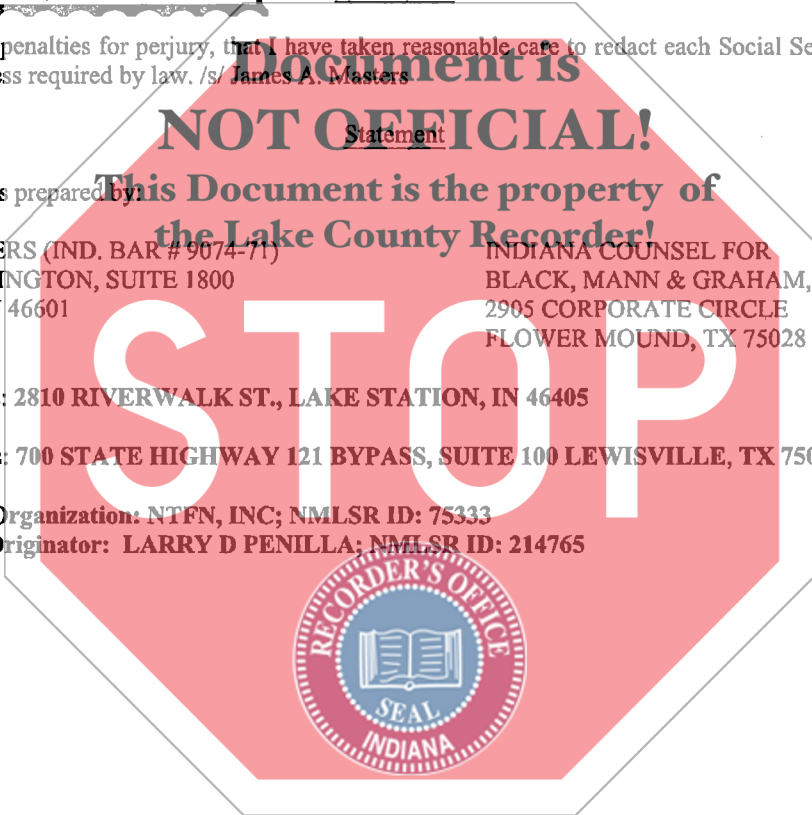 penalties for perjury, that I have taken reasonable care to redact each Social Se
ss required by law. /s/ James A. Masters
Document is
NOT OFFICIAL!
Statement
This Document is the property of
the Lake County Recorder!
s prepared by:
ERS (IND. BAR # 9074-71)
INDIANA COUNSEL FOR
NGTON, SUITE 1800
BLACK, MANN & GRAHAM,
46601
2905 CORPORATE CIRCLE
FLOWER MOUND, TX 75028
STOP
: 2810 RIVERWALK ST., LAKE STATION, IN 46405
: 700 STATE HIGHWAY 121 BYPASS, SUITE 100 LEWISVILLE, TX 750
Organization: NTFN, INC; NMLSR ID: 75333
Originator: LARRY D PENILLA; NMLSR ID: 214765
RECORDER'S OFFICE
SEAL
INDIANA